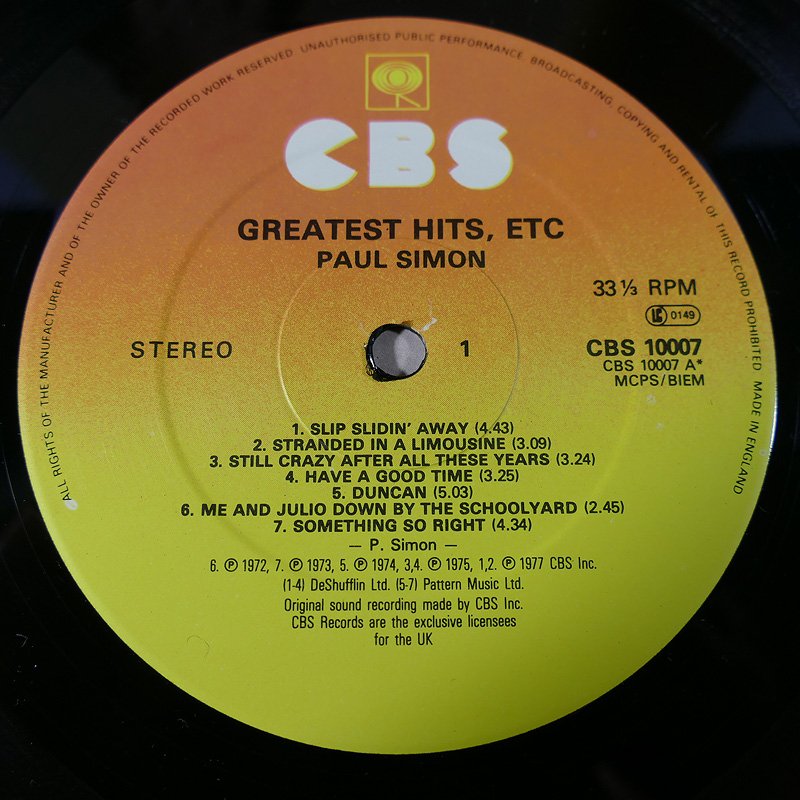 ALL RIGHTS OF THE MANUFACTURER AND OF THE OWNER OF THE RECORDED WORK RESERVED. UNAUTHORISED PUBLIC PERFORMANCE, BROADCASTING, COPYING AND RENTAL OF THIS RECORD PROHIBITED MADE IN ENGLAND
CBS
GREATEST HITS, ETC
PAUL SIMON
33 ⅓ RPM
LC 0149
STEREO
1
CBS 10007
CBS 10007 A*
MCPS/BIEM
1. SLIP SLIDIN’ AWAY (4.43)
2. STRANDED IN A LIMOUSINE (3.09)
3. STILL CRAZY AFTER ALL THESE YEARS (3.24)
4. HAVE A GOOD TIME (3.25)
5. DUNCAN (5.03)
6. ME AND JULIO DOWN BY THE SCHOOLYARD (2.45)
7. SOMETHING SO RIGHT (4.34)
— P. Simon —
6. ℗ 1972, 7. ℗ 1973, 5. ℗ 1974, 3,4. ℗ 1975, 1,2. ℗ 1977 CBS Inc.
(1-4) DeShufflin Ltd. (5-7) Pattern Music Ltd.
Original sound recording made by CBS Inc.
CBS Records are the exclusive licensees
for the UK